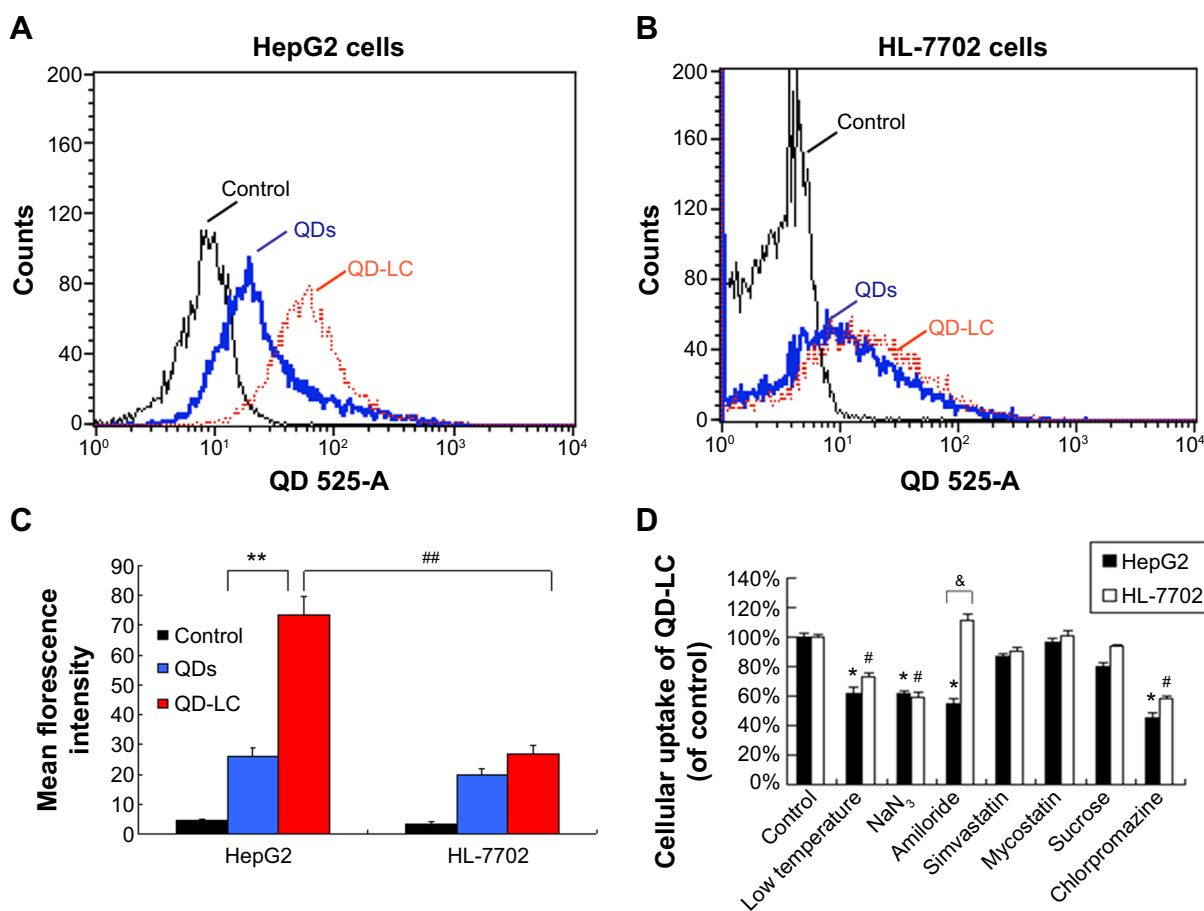 A
HepG2 cells
200
160
120
80
40
0
Counts
Control
QDs
QD-LC
10⁰
10¹
10²
10³
10⁴
QD 525-A
B
HL-7702 cells
200
160
120
80
40
0
Counts
Control
QDs
QD-LC
10⁰
10¹
10²
10³
10⁴
QD 525-A
C
90
80
70
60
50
40
30
20
10
0
Mean florescence
intensity
**
##
Control
QDs
QD-LC
HepG2
HL-7702
D
HepG2
HL-7702
140%
120%
100%
80%
60%
40%
20%
0%
Cellular uptake of QD-LC
(of control)
*
#
*
#
*
&
*
#
Control
Low temperature
NaN₃
Amiloride
Simvastatin
Mycostatin
Sucrose
Chlorpromazine